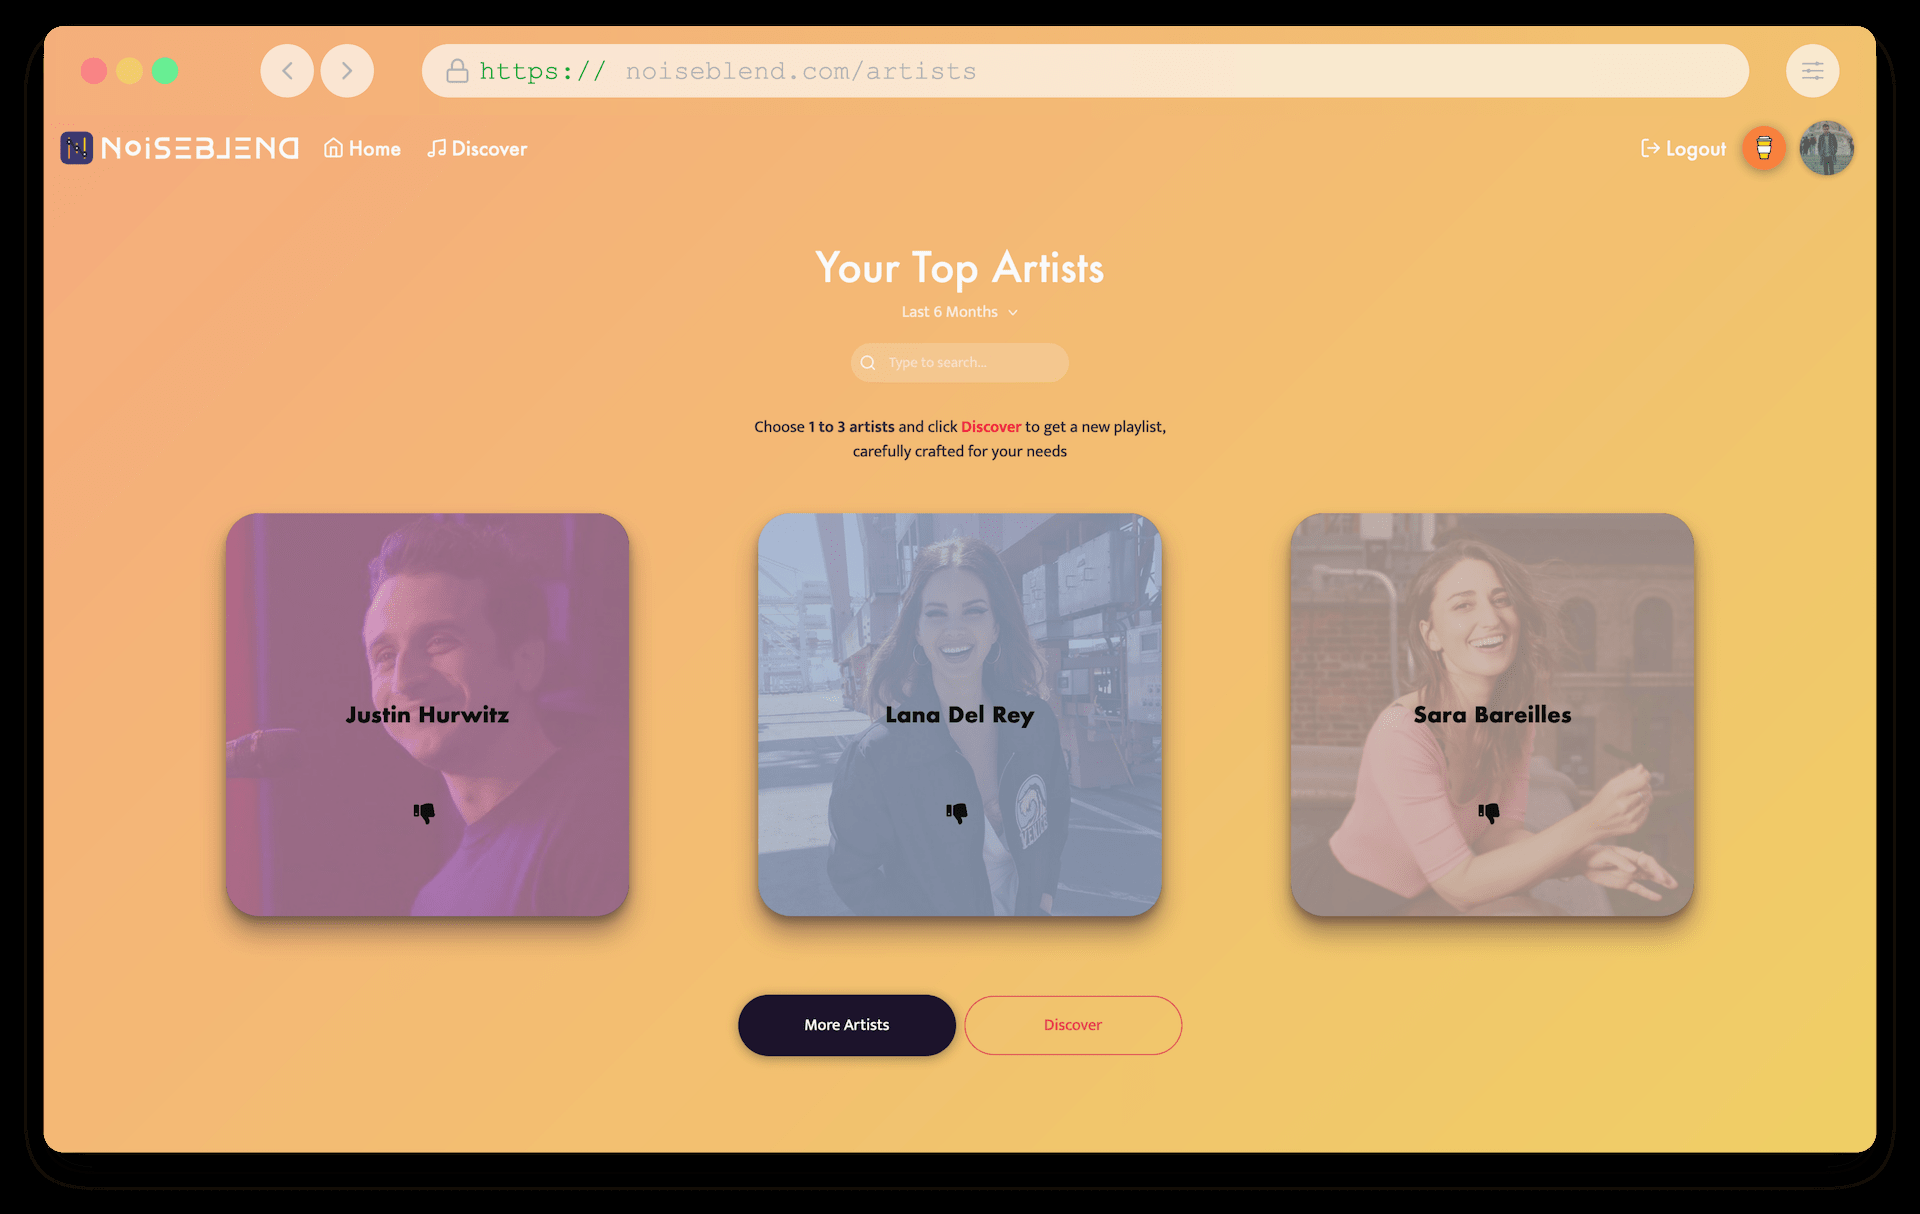 https:// noiseblend.com/artists
NOiSEBLEND Home Discover Logout
Your Top Artists
Last 6 Months
Type to search...
Choose 1 to 3 artists and click Discover to get a new playlist,
carefully crafted for your needs
Justin Hurwitz
Lana Del Rey
Sara Bareilles
More Artists
Discover